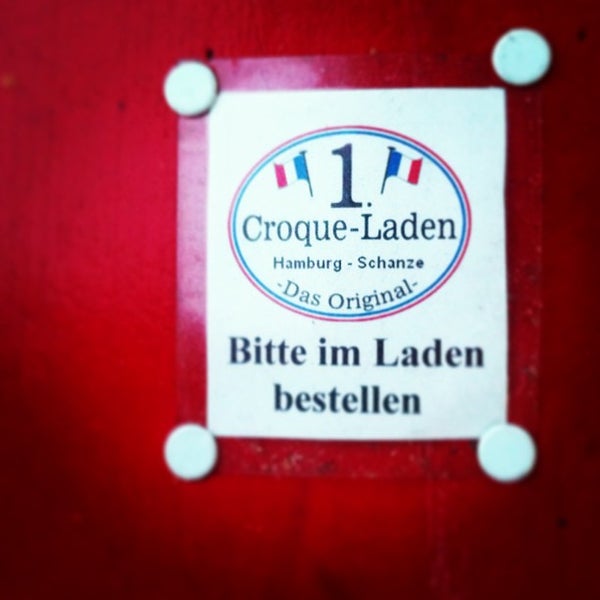 1.
Croque-Laden
Hamburg - Schanze
-Das Original-
Bitte im Laden
bestellen